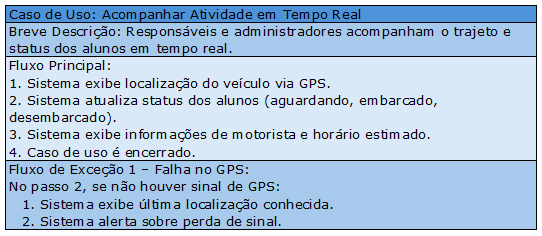 Caso de Uso: Acompanhar Atividade em Tempo Real
Breve Descrição: Responsáveis e administradores acompanham o trajeto e
status dos alunos em tempo real.
Fluxo Principal:
1. Sistema exibe localização do veículo via GPS.
2. Sistema atualiza status dos alunos (aguardando, embarcado,
desembarcado).
3. Sistema exibe informações de motorista e horário estimado.
4. Caso de uso é encerrado.
Fluxo de Exceção 1 – Falha no GPS:
No passo 2, se não houver sinal de GPS:
1. Sistema exibe última localização conhecida.
2. Sistema alerta sobre perda de sinal.